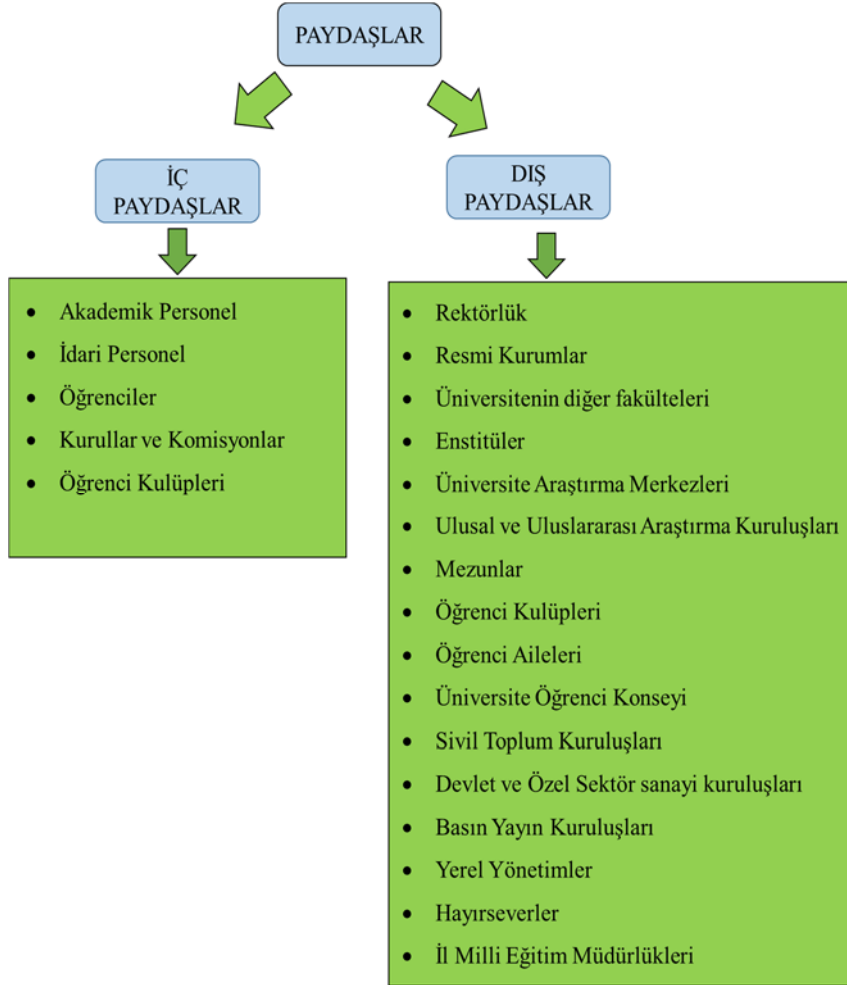 PAYDAŞLAR
İÇ
PAYDAŞLAR
• Akademik Personel
• İdari Personel
• Öğrenciler
• Kurullar ve Komisyonlar
• Öğrenci Kulüpleri
DIŞ
PAYDAŞLAR
• Rektörlük
• Resmi Kurumlar
• Üniversitenin diğer fakülteleri
• Enstitüler
• Üniversite Araştırma Merkezleri
• Ulusal ve Uluslararası Araştırma Kuruluşları
• Mezunlar
• Öğrenci Kulüpleri
• Öğrenci Aileleri
• Üniversite Öğrenci Konseyi
• Sivil Toplum Kuruluşları
• Devlet ve Özel Sektör sanayi kuruluşları
• Basın Yayın Kuruluşları
• Yerel Yönetimler
• Hayırseverler
• İl Milli Eğitim Müdürlükleri